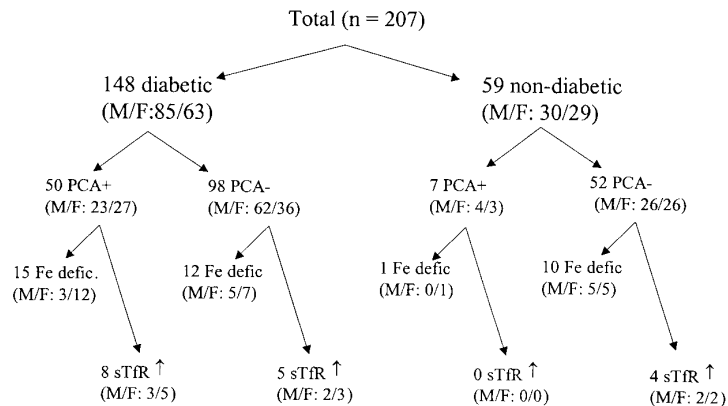 Total (n = 207)
148 diabetic
(M/F:85/63)
59 non-diabetic
(M/F: 30/29)
50 PCA+
(M/F: 23/27)
98 PCA-
(M/F: 62/36)
7 PCA+
(M/F: 4/3)
52 PCA-
(M/F: 26/26)
15 Fe defic.
(M/F: 3/12)
12 Fe defic
(M/F: 5/7)
1 Fe defic
(M/F: 0/1)
10 Fe defic
(M/F: 5/5)
8 sTfR ↑
(M/F: 3/5)
5 sTfR ↑
(M/F: 2/3)
0 sTfR ↑
(M/F: 0/0)
4 sTfR ↑
(M/F: 2/2)